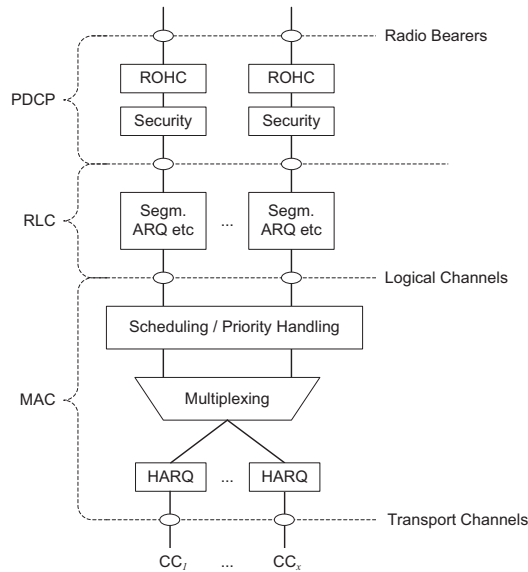 Radio Bearers
ROHC ROHC
PDCP
Security Security
Segm. ARQ etc ... Segm. ARQ etc
RLC
Logical Channels
Scheduling / Priority Handling
MAC
Multiplexing
HARQ ... HARQ
Transport Channels
CC1 ... CCx